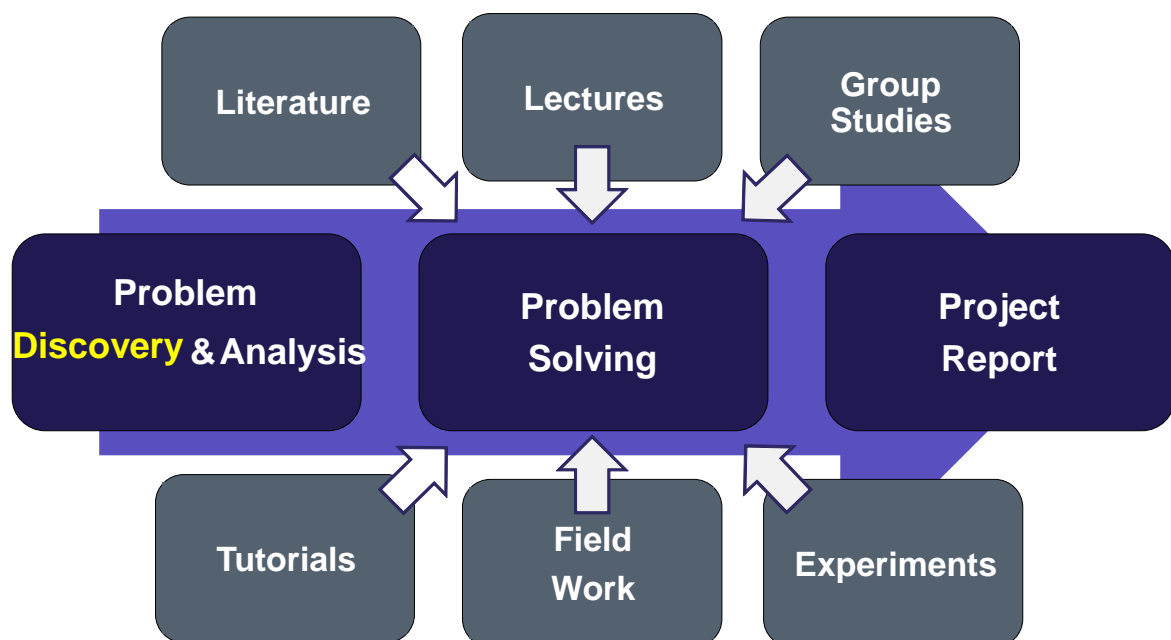 Literature
Lectures
Group
Studies
Problem
Discovery & Analysis
Problem
Solving
Project
Report
Tutorials
Field
Work
Experiments